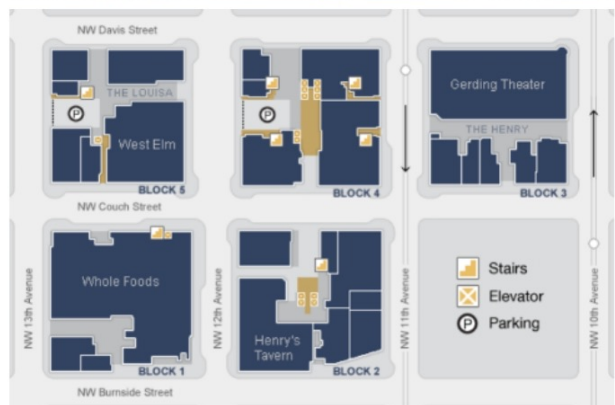 NW Davis Street
THE LOUISA
P
West Elm
BLOCK 5
P
BLOCK 4
Gerding Theater
THE HENRY
BLOCK 3
NW Couch Street
NW 13th Avenue
Whole Foods
BLOCK 1
NW 12th Avenue
Henry's
Tavern
BLOCK 2
NW 11th Avenue
Stairs
Elevator
P Parking
NW 10th Avenue
NW Burnside Street